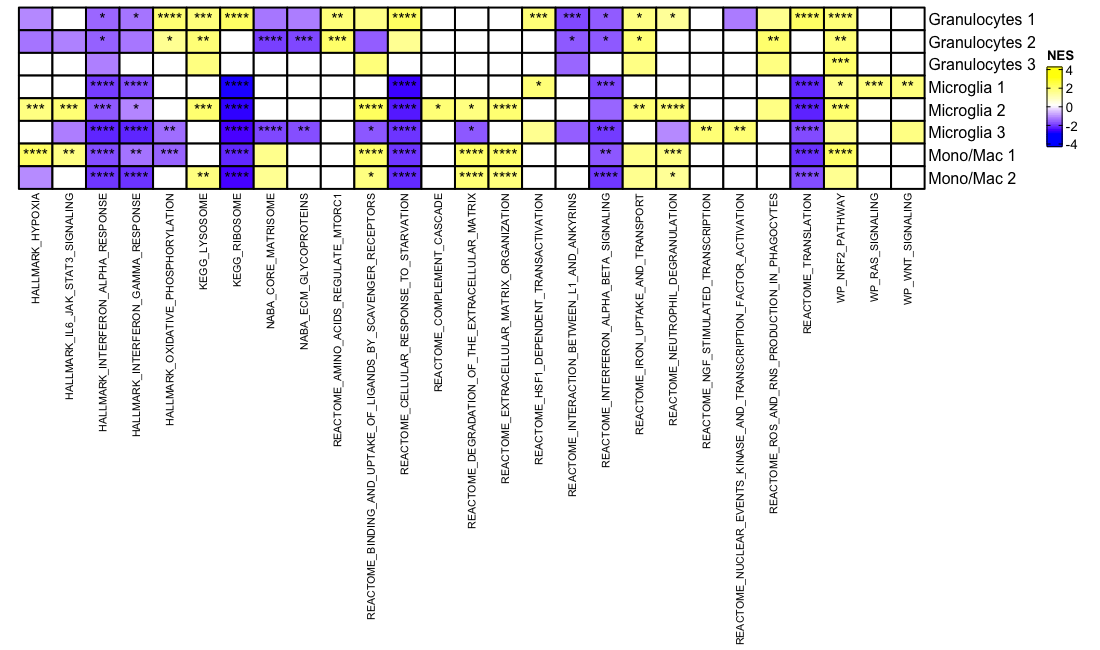 * * **** *** **** ** **** *** *** * * * **** **** Granulocytes 1
* * ** **** *** *** * * * ** ** Granulocytes 2
*** Granulocytes 3
**** **** **** **** * *** **** * *** ** Microglia 1
*** *** *** * *** **** **** **** * * **** ** **** **** *** Microglia 2
**** **** ** **** **** ** * **** * *** ** ** **** Microglia 3
**** ** **** ** *** **** **** **** **** **** ** *** **** **** Mono/Mac 1
**** **** ** **** * **** **** **** **** * **** Mono/Mac 2
NES
4
2
0
-2
-4
HALLMARK_HYPOXIA
HALLMARK_IL6_JAK_STAT3_SIGNALING
HALLMARK_INTERFERON_ALPHA_RESPONSE
HALLMARK_INTERFERON_GAMMA_RESPONSE
HALLMARK_OXIDATIVE_PHOSPHORYLATION
KEGG_LYSOSOME
KEGG_RIBOSOME
NABA_CORE_MATRISOME
NABA_ECM_GLYCOPROTEINS
REACTOME_AMINO_ACIDS_REGULATE_MTORC1
REACTOME_BINDING_AND_UPTAKE_OF_LIGANDS_BY_SCAVENGER_RECEPTORS
REACTOME_CELLULAR_RESPONSE_TO_STARVATION
REACTOME_COMPLEMENT_CASCADE
REACTOME_DEGRADATION_OF_THE_EXTRACELLULAR_MATRIX
REACTOME_EXTRACELLULAR_MATRIX_ORGANIZATION
REACTOME_HSF1_DEPENDENT_TRANSACTIVATION
REACTOME_INTERACTION_BETWEEN_L1_AND_ANKYRINS
REACTOME_INTERFERON_ALPHA_BETA_SIGNALING
REACTOME_IRON_UPTAKE_AND_TRANSPORT
REACTOME_NEUTROPHIL_DEGRANULATION
REACTOME_NGF_STIMULATED_TRANSCRIPTION
REACTOME_NUCLEAR_EVENTS_KINASE_AND_TRANSCRIPTION_FACTOR_ACTIVATION
REACTOME_ROS_AND_RNS_PRODUCTION_IN_PHAGOCYTES
REACTOME_TRANSLATION
WP_NRF2_PATHWAY
WP_RAS_SIGNALING
WP_WNT_SIGNALING